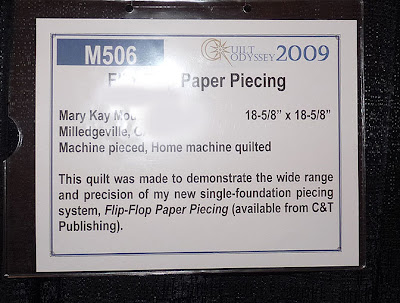 M506
QUILT ODYSSEY 2009
Paper Piecing
Mary Kay 18-5/8" x 18-5/8"
Milledgeville,
Machine pieced, Home machine quilted
This quilt was made to demonstrate the wide range
and precision of my new single-foundation piecing
system, Flip-Flop Paper Piecing (available from C&T
Publishing).